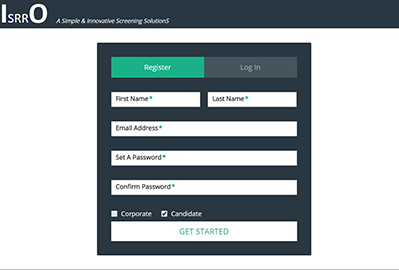 ISRRO A Simple & Innovative Screening SolutionS
Register Log In
First Name* Last Name*
Email Address*
Set A Password*
Confirm Password*
Corporate Candidate
GET STARTED